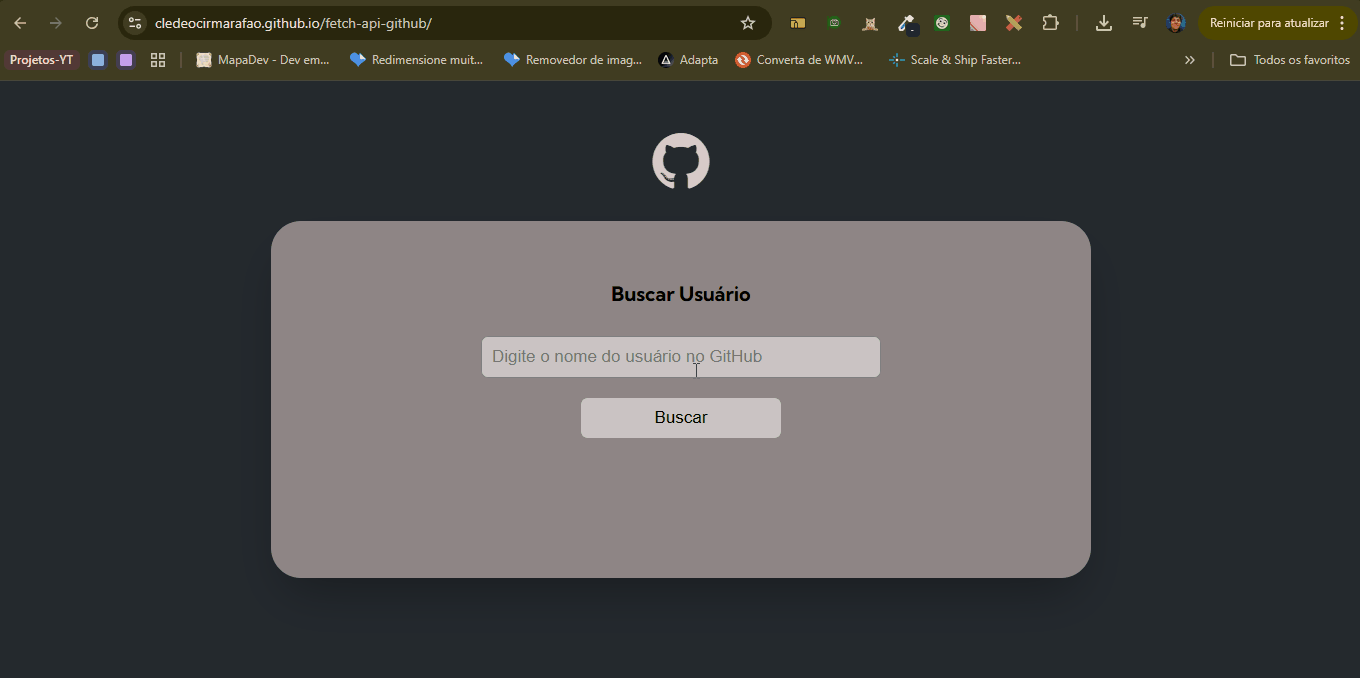 cledeocirmarafao.github.io/fetch-api-github/
Reiniciar para atualizar
Projetos-YT
MapaDev - Dev em...
Redimensione muit...
Removedor de imag...
Adapta
Converta de WMV...
Scale & Ship Faster...
Todos os favoritos
Buscar Usuário
Digite o nome do usuário no GitHub
Buscar